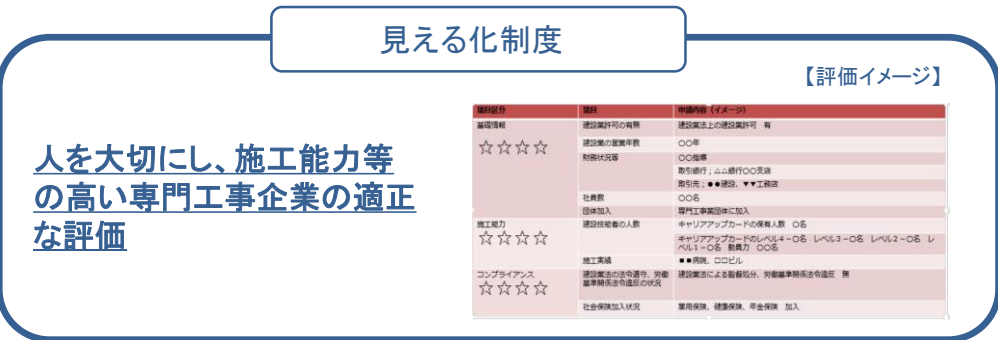 見える化制度
【評価イメージ】
人を大切にし、施工能力等
の高い専門工事企業の適正
な評価
項目区分 項目 申請内容（イメージ）
基礎情報 建設業許可の有無 建設業法上の建設業許可 有
☆☆☆☆ 建設業の営業年数 〇〇年
財務状況等 〇〇指標
取引銀行；△△銀行〇〇支店
取引先；●●建設、▼▼工務店
社員数 〇〇名
団体加入 専門工事業団体に加入
施工能力 建設技能者の人数 キャリアアップカードの保有人数 〇名
☆☆☆☆ キャリアアップカードのレベル４－〇名 レベル３－〇名 レベル２－〇名 レ
ベル１－〇名 動員力 〇〇名
施工実績 ■■病院、□□ビル
コンプライアンス 建設業法の法令遵守、労働 建設業法による監督処分、労働基準関係法令違反 無
☆☆☆☆ 基準関係法令違反の状況
社会保険加入状況 雇用保険、健康保険、年金保険 加入